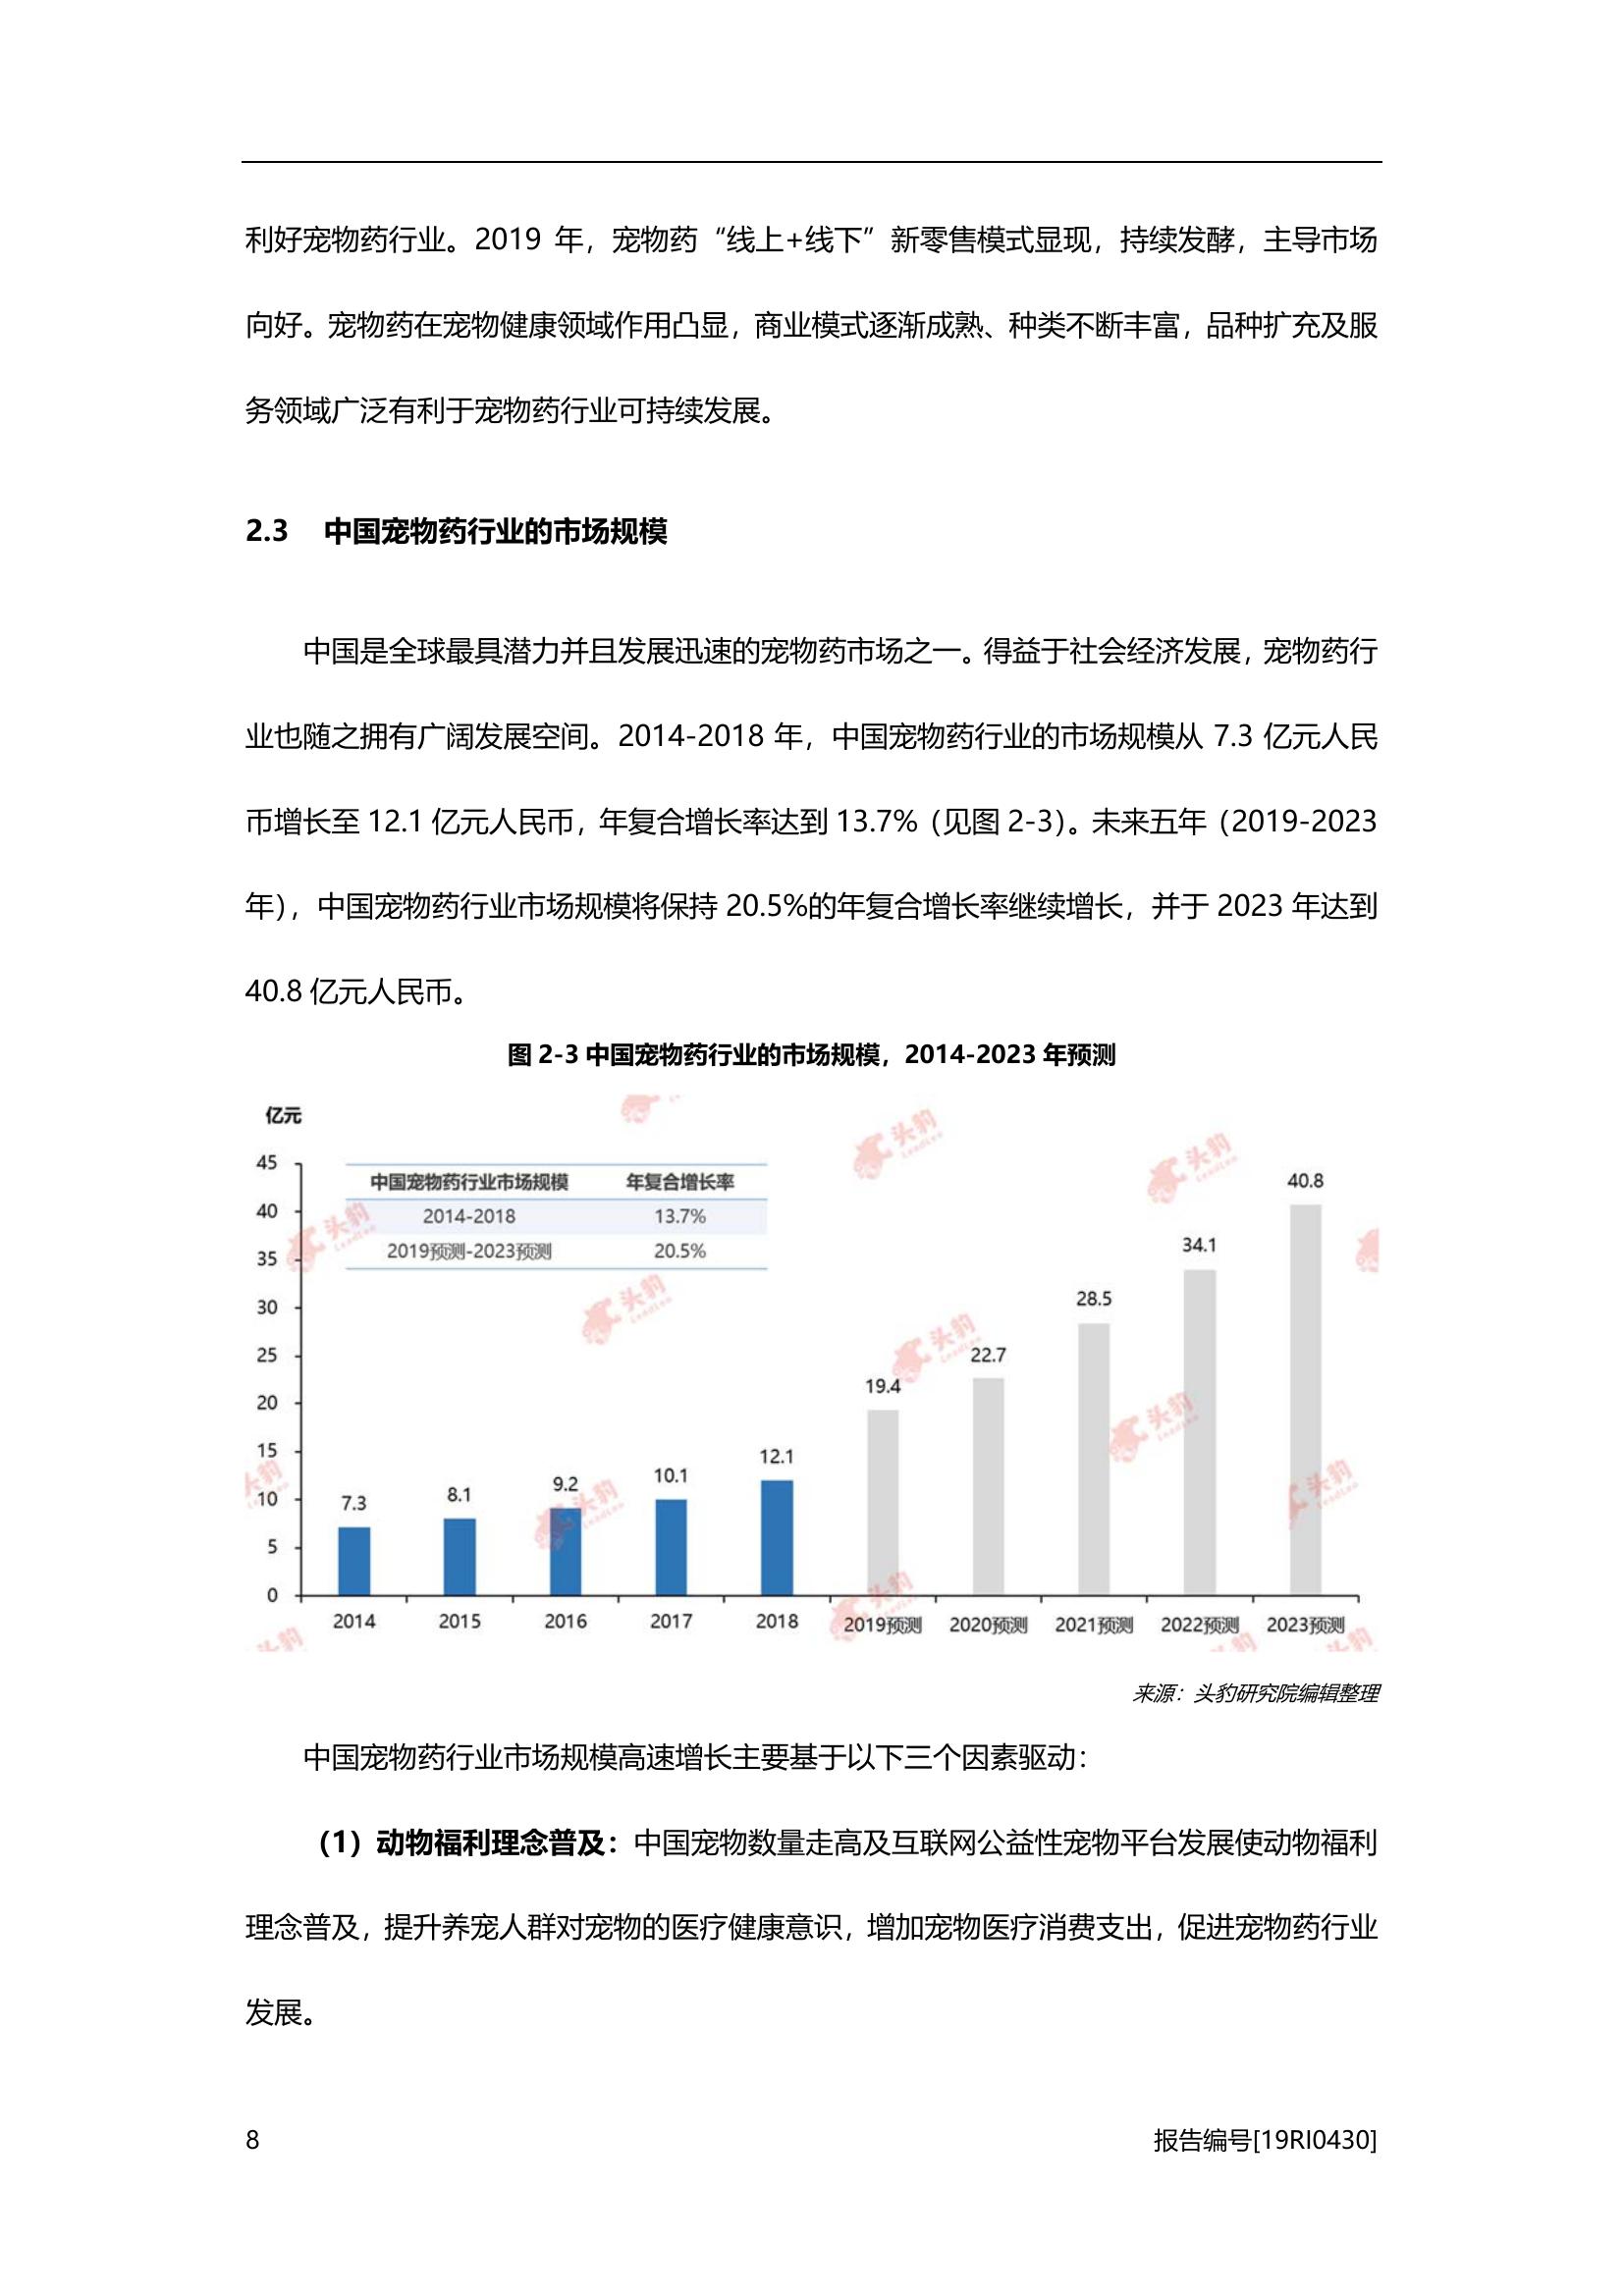 利好宠物药行业。2019 年，宠物药“线上+线下”新零售模式显现，持续发酵，主导市场
向好。宠物药在宠物健康领域作用凸显，商业模式逐渐成熟、种类不断丰富，品种扩充及服
务领域广泛有利于宠物药行业可持续发展。
2.3 中国宠物药行业的市场规模
中国是全球最具潜力并且发展迅速的宠物药市场之一。得益于社会经济发展，宠物药行
业也随之拥有广阔发展空间。2014-2018 年，中国宠物药行业的市场规模从 7.3 亿元人民
币增长至 12.1 亿元人民币，年复合增长率达到 13.7%（见图 2-3）。未来五年（2019-2023
年），中国宠物药行业市场规模将保持 20.5%的年复合增长率继续增长，并于 2023 年达到
40.8 亿元人民币。
图 2-3 中国宠物药行业的市场规模，2014-2023 年预测
亿元
中国宠物药行业市场规模 年复合增长率
2014-2018 13.7%
2019预测-2023预测 20.5%
45
40
35
30
25
20
15
10
5
0
7.3 8.1 9.2 10.1 12.1 19.4 22.7 28.5 34.1 40.8
2014 2015 2016 2017 2018 2019预测 2020预测 2021预测 2022预测 2023预测
头豹
LeadLeo
来源：头豹研究院编辑整理
中国宠物药行业市场规模高速增长主要基于以下三个因素驱动：
（1）动物福利理念普及：中国宠物数量走高及互联网公益性宠物平台发展使动物福利
理念普及，提升养宠人群对宠物的医疗健康意识，增加宠物医疗消费支出，促进宠物药行业
发展。
8 报告编号[19RI0430]